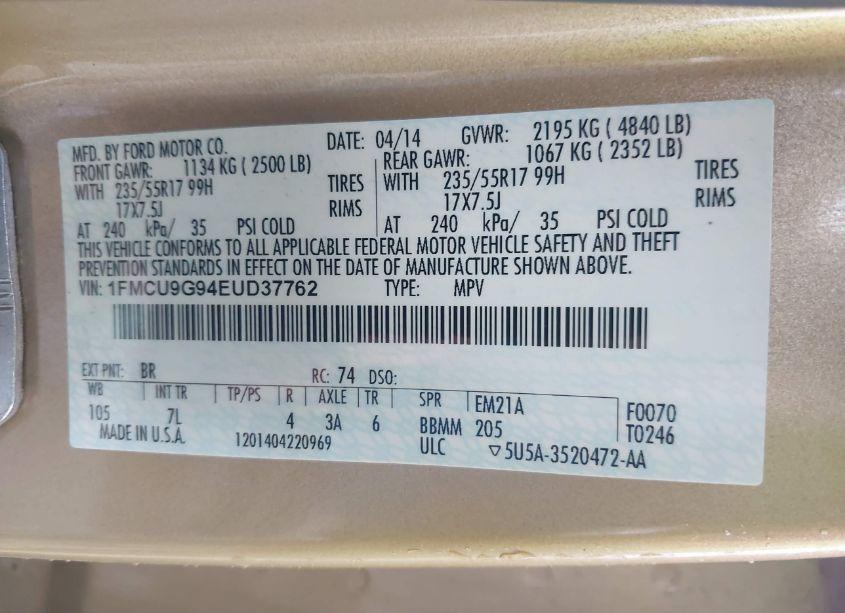 MFD. BY FORD MOTOR CO. DATE: 04/14 GVWR: 2195 KG ( 4840 LB)
FRONT GAWR: 1134 KG ( 2500 LB) REAR GAWR: 1067 KG ( 2352 LB)
WITH 235/55R17 99H TIRES WITH 235/55R17 99H TIRES
17X7.5J RIMS 17X7.5J RIMS
AT 240 kPa/ 35 PSI COLD AT 240 kPa/ 35 PSI COLD
THIS VEHICLE CONFORMS TO ALL APPLICABLE FEDERAL MOTOR VEHICLE SAFETY AND THEFT
PREVENTION STANDARDS IN EFFECT ON THE DATE OF MANUFACTURE SHOWN ABOVE.
VIN: 1FMCU9G94EUD37762 TYPE: MPV
EXT PNT: BR RC: 74 DSO:
WB INT TR TP/PS R AXLE TR SPR EM21A F0070
105 7L 4 3A 6 BBMM 205 T0246
MADE IN U.S.A. 1201404220969 ULC ▽5U5A-3520472-AA